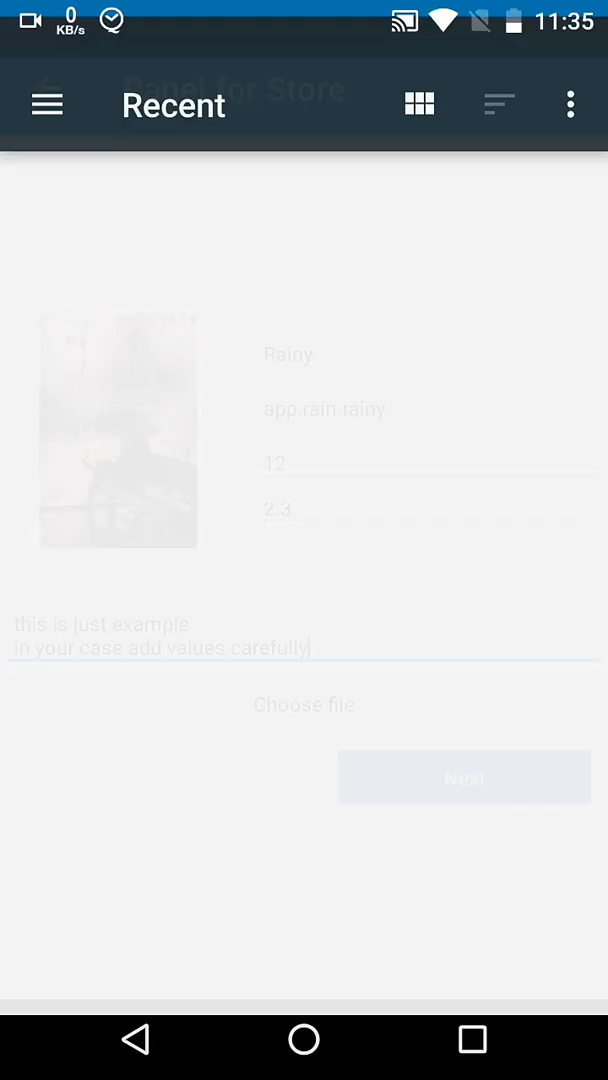 0
KB/s
11:35
Panel for Store
Recent
Rainy
app.rain.rainy
12
2.3
this is just example
in your case add values carefully
Choose file
Next